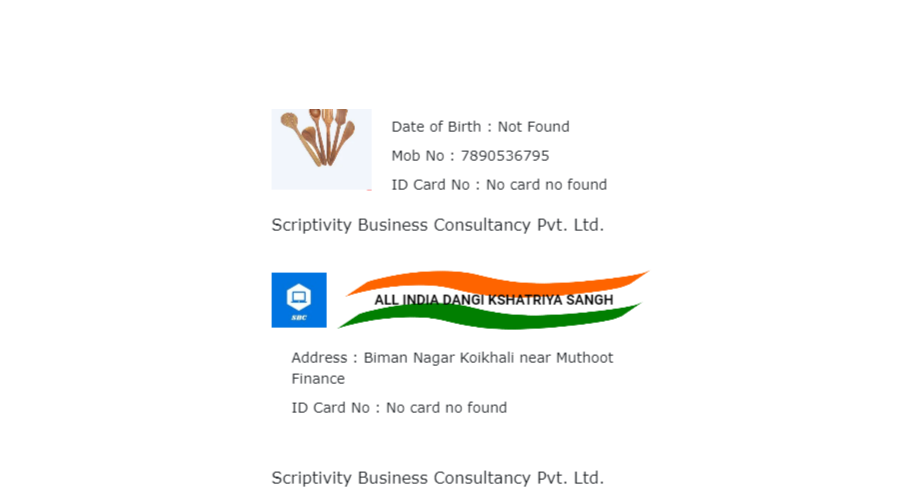 Date of Birth : Not Found
Mob No : 7890536795
ID Card No : No card no found
Scriptivity Business Consultancy Pvt. Ltd.
SBC
ALL INDIA DANGI KSHATRIYA SANGH
Address : Biman Nagar Koikhali near Muthoot
Finance
ID Card No : No card no found
Scriptivity Business Consultancy Pvt. Ltd.